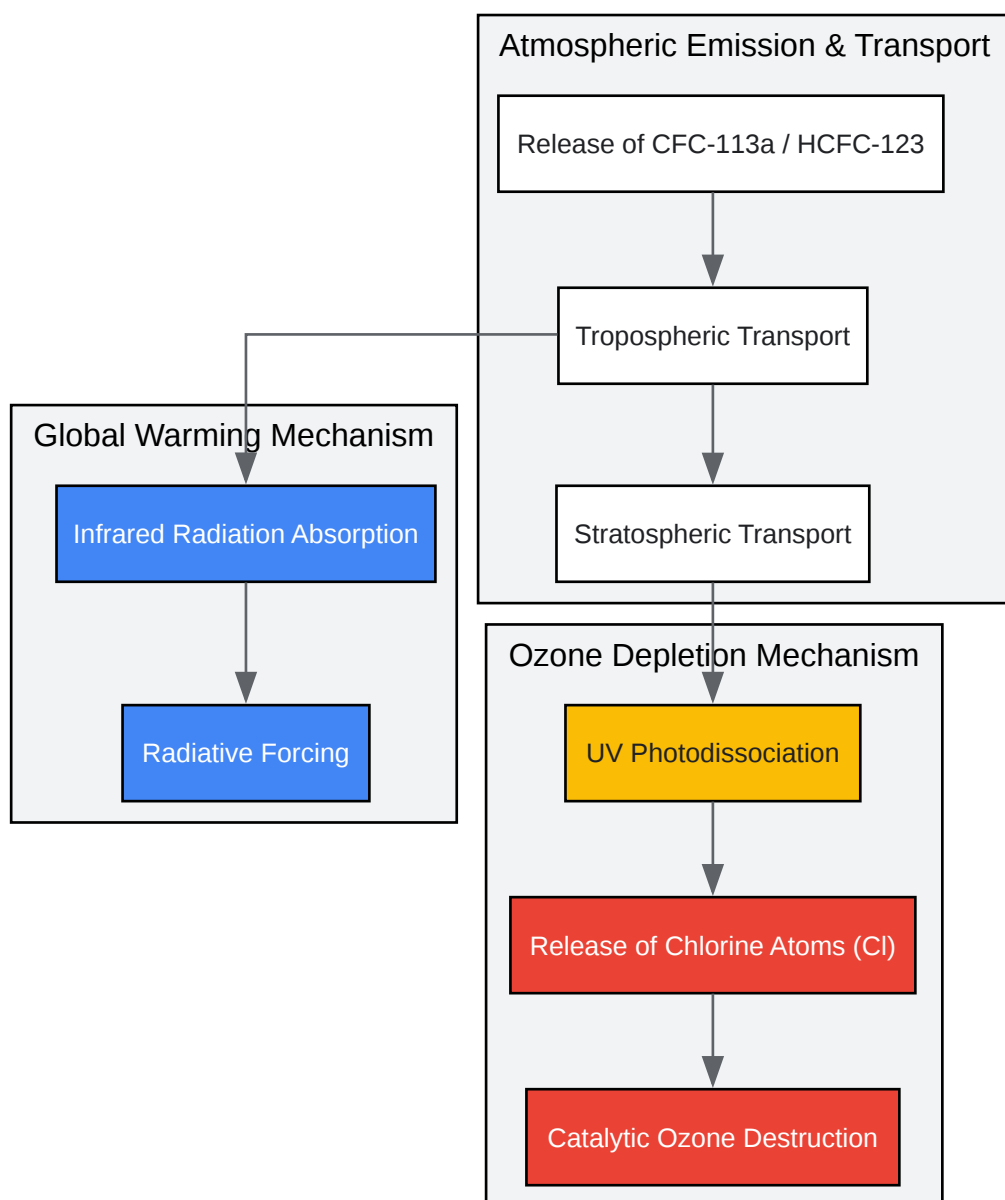 Atmospheric Emission & Transport
Release of CFC-113a / HCFC-123
Tropospheric Transport
Stratospheric Transport
Global Warming Mechanism
Infrared Radiation Absorption
Radiative Forcing
Ozone Depletion Mechanism
UV Photodissociation
Release of Chlorine Atoms (Cl)
Catalytic Ozone Destruction